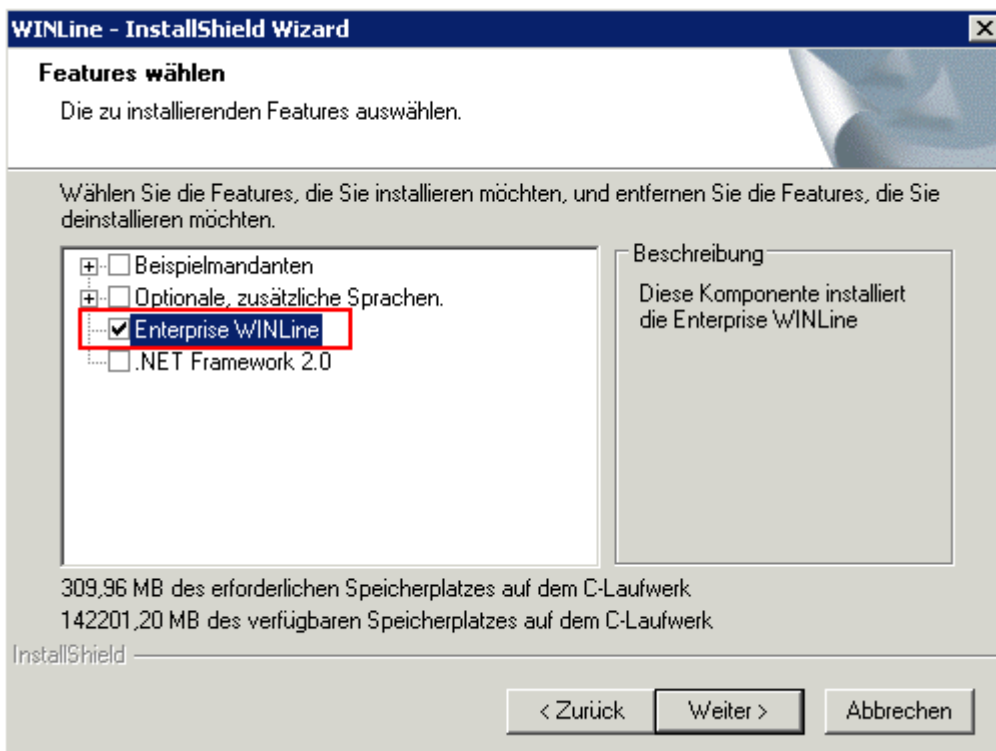 WINLine - InstallShield Wizard
Features wählen
Die zu installierenden Features auswählen.
Wählen Sie die Features, die Sie installieren möchten, und entfernen Sie die Features, die Sie
deinstallieren möchten.
Beispielmandanten
Optionale, zusätzliche Sprachen.
Enterprise WINLine
.NET Framework 2.0
Beschreibung
Diese Komponente installiert
die Enterprise WINLine
309,96 MB des erforderlichen Speicherplatzes auf dem C-Laufwerk
142201,20 MB des verfügbaren Speicherplatzes auf dem C-Laufwerk
InstallShield
< Zurück
Weiter >
Abbrechen